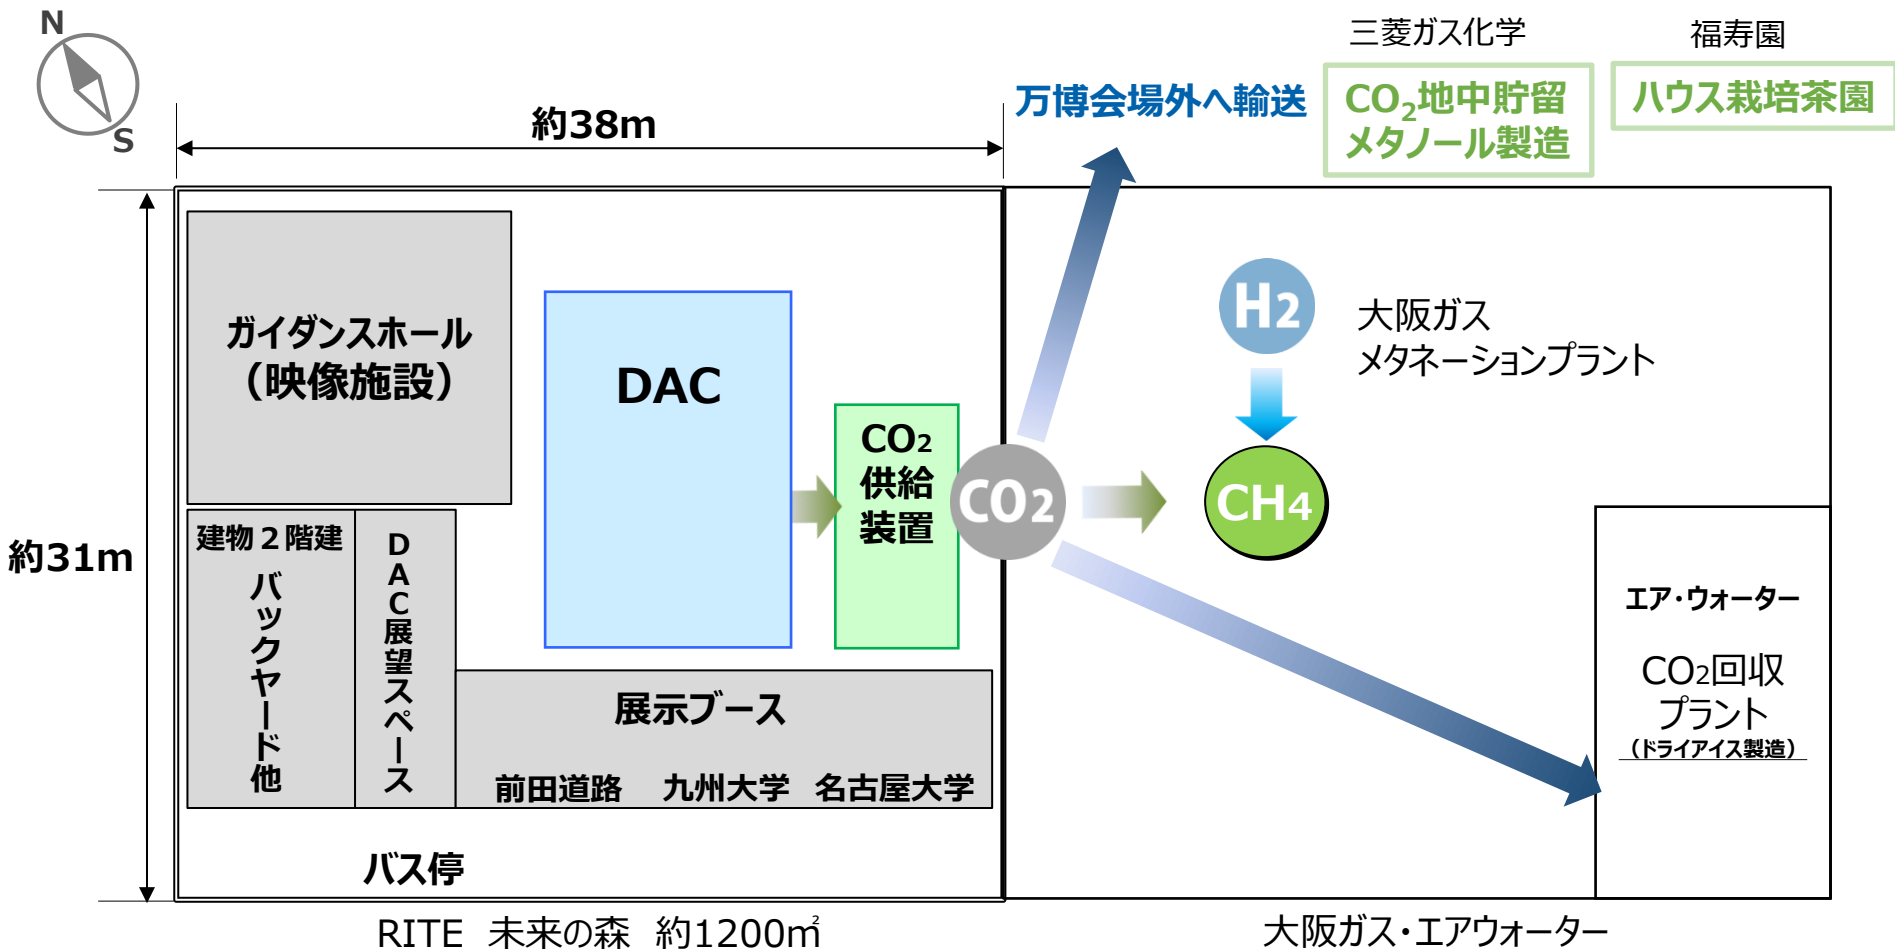 N
S
三菱ガス化学
福寿園
万博会場外へ輸送
CO₂地中貯留
メタノール製造
ハウス栽培茶園
約38m
約31m
ガイダンスホール
（映像施設）
DAC
CO2
供給
装置
CO2
H2
大阪ガス
メタネーションプラント
CH4
建物２階建
バックヤード他
DAC展望スペース
展示ブース
前田道路 九州大学 名古屋大学
エア・ウォーター
CO2回収
プラント
（ドライアイス製造）
バス停
RITE 未来の森 約1200㎡
大阪ガス・エアウォーター